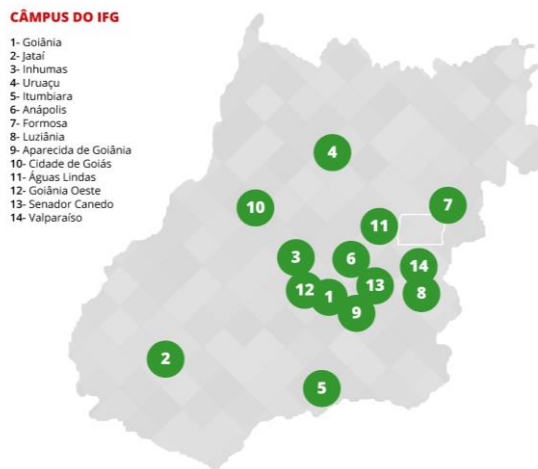 CÂMPUS DO IFG
1- Goiânia
2- Jataí
3- Inhumas
4- Uruaçu
5- Itumbiara
6- Anápolis
7- Formosa
8- Luziânia
9- Aparecida de Goiânia
10- Cidade de Goiás
11- Águas Lindas
12- Goiânia Oeste
13- Senador Canedo
14- Valparaíso
4
10
7
11
3
6
14
12
1
13
8
9
2
5